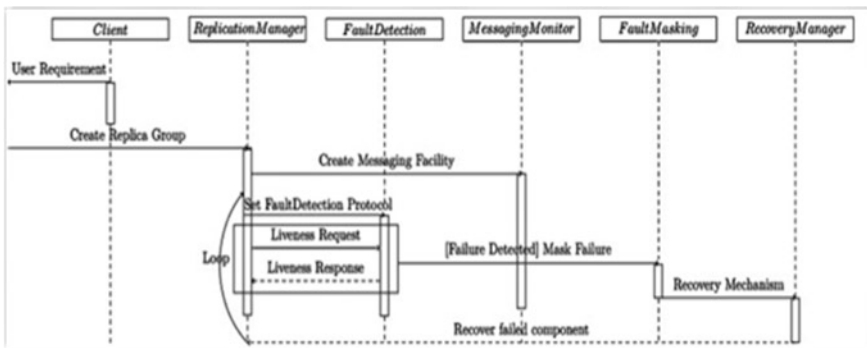 Client
ReplicationManager
FaultDetection
MessagingMonitor
FaultMasking
RecoveryManager
User Requirement
Create Replica Group
Create Messaging Facility
Set FaultDetection Protocol
Liveness Request
[Failure Detected] Mask Failure
Loop
Liveness Response
Recovery Mechanism
Recover failed component